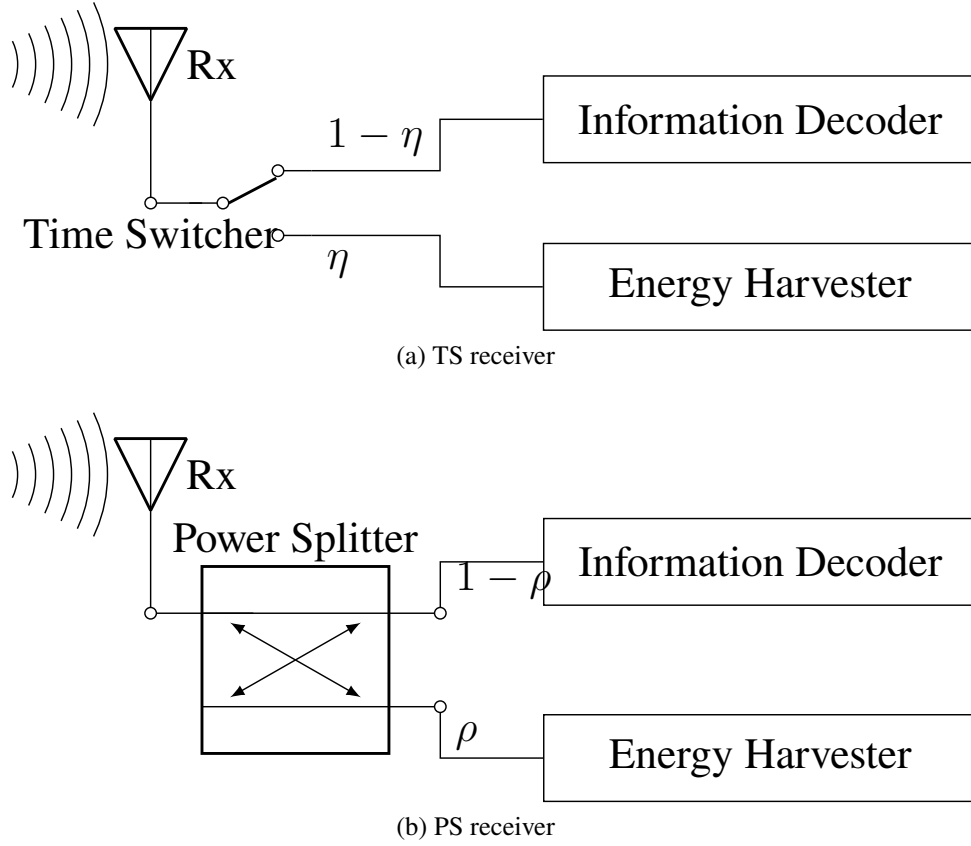 Rx
1 − η
Information Decoder
Time Switcher
η
Energy Harvester
(a) TS receiver
Rx
Power Splitter
1 − ρ
Information Decoder
ρ
Energy Harvester
(b) PS receiver